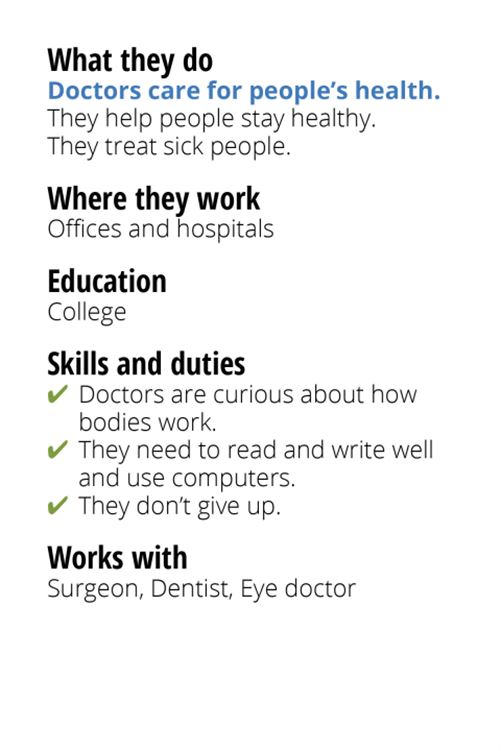 What they do
Doctors care for people’s health.
They help people stay healthy.
They treat sick people.
Where they work
Offices and hospitals
Education
College
Skills and duties
✔ Doctors are curious about how
bodies work.
✔ They need to read and write well
and use computers.
✔ They don’t give up.
Works with
Surgeon, Dentist, Eye doctor